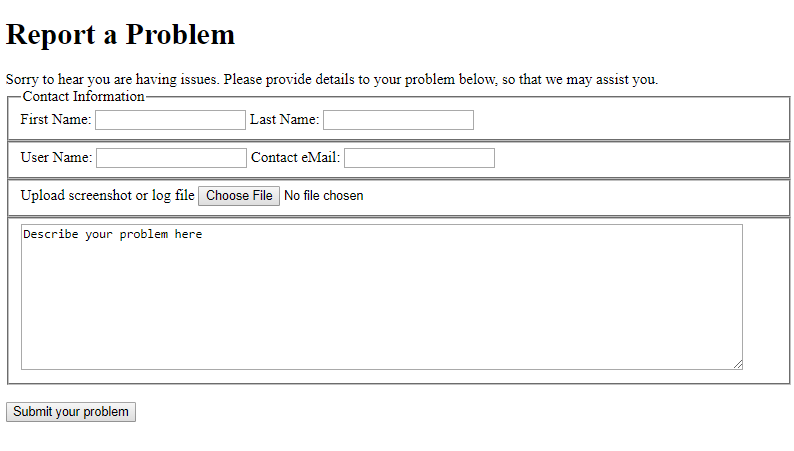 Report a Problem
Sorry to hear you are having issues. Please provide details to your problem below, so that we may assist you.
Contact Information
First Name: Last Name:
User Name: Contact eMail:
Upload screenshot or log file Choose File No file chosen
Describe your problem here
Submit your problem